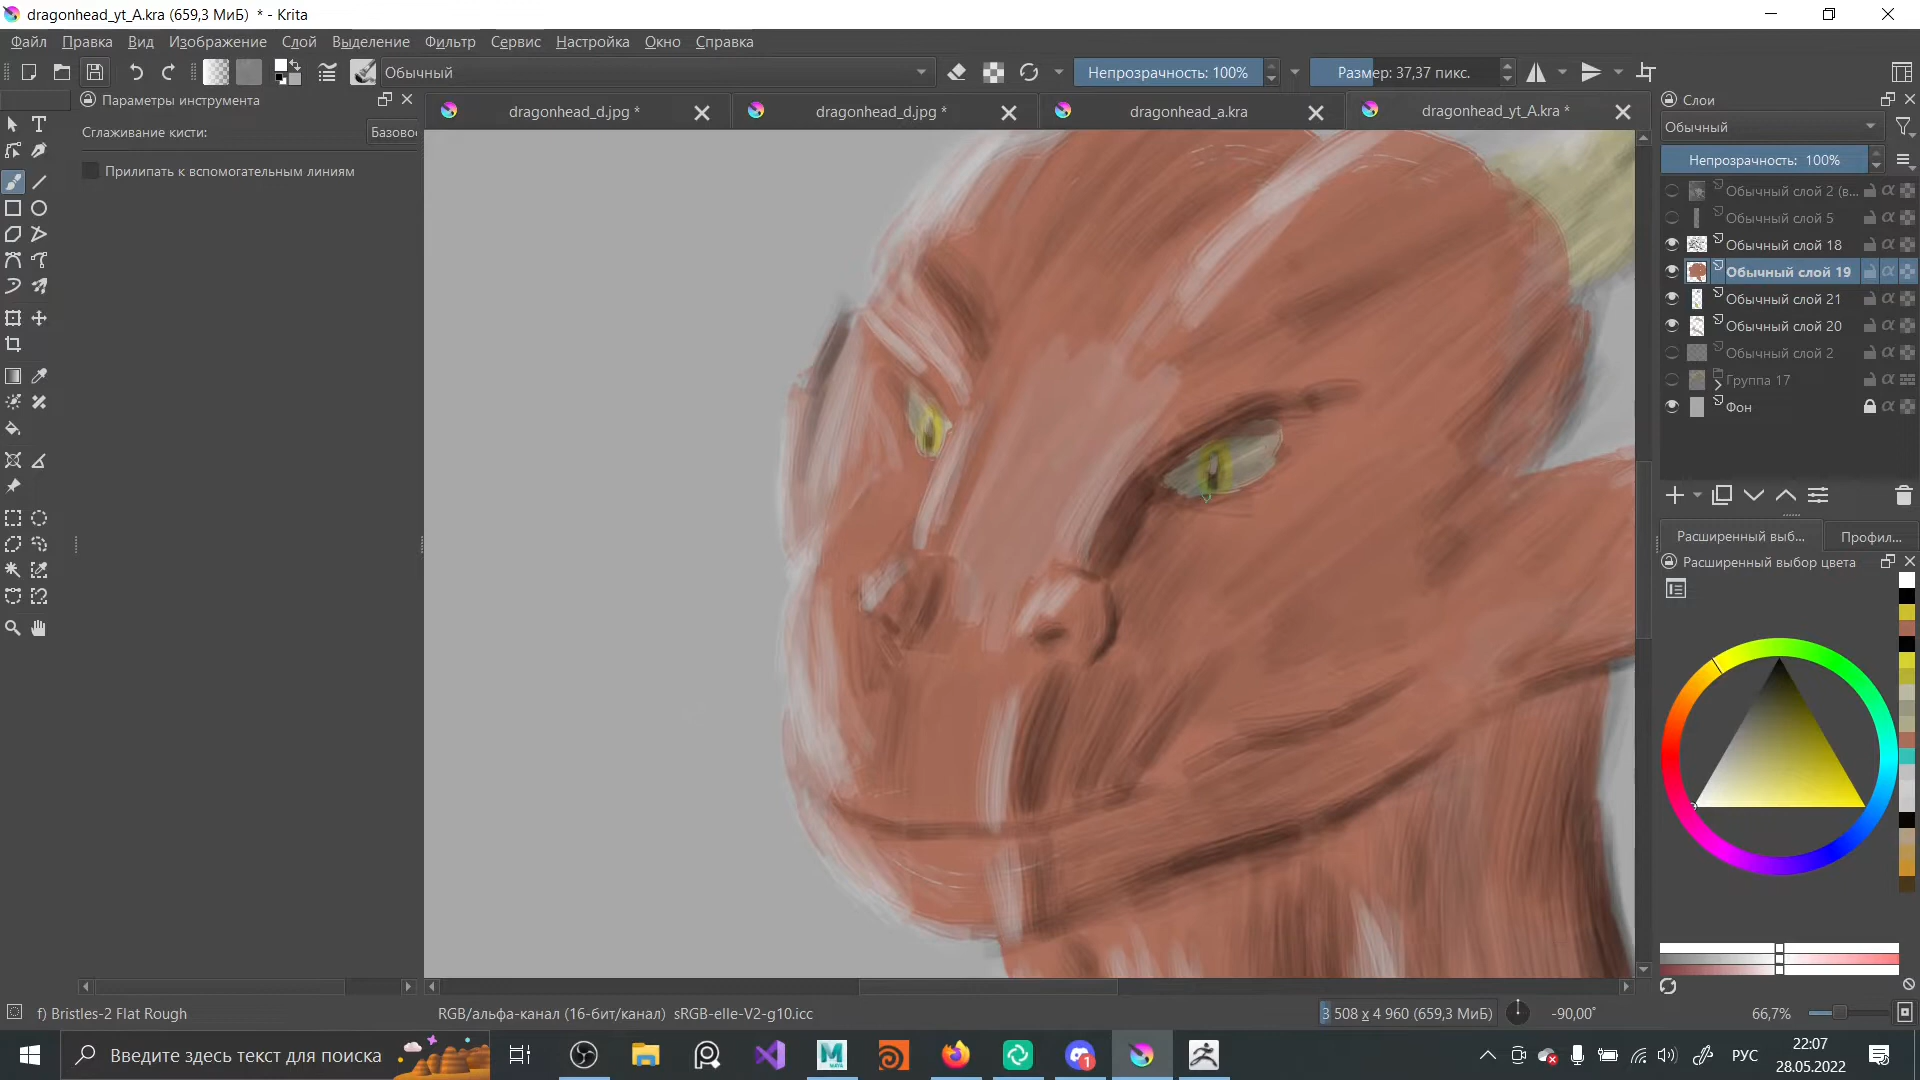 dragonhead_yt_A.kra (659,3 МиБ) * - Krita
Файл Правка Вид Изображение Слой Выделение Фильтр Сервис Настройка Окно Справка
Обычный Непрозрачность: 100% Размер: 37,37 пикс.
Параметры инструмента dragonhead_d.jpg * dragonhead_d.jpg * dragonhead_a.kra dragonhead_yt_A.kra * Слои
Сглаживание кисти: Базово Обычный
Непрозрачность: 100%
Прилипать к вспомогательным линиям
Обычный слой 2 (в...
Обычный слой 5
Обычный слой 18
Обычный слой 19
Обычный слой 21
Обычный слой 20
Обычный слой 2
Группа 17
Фон
Расширенный выб... Профил...
Расширенный выбор цвета
f) Bristles-2 Flat Rough RGB/альфа-канал (16-бит/канал) sRGB-elle-V2-g10.icc 3 508 x 4 960 (659,3 МиБ) -90,00° 66,7%
Введите здесь текст для поиска MAYA 1 РУС 22:07
28.05.2022